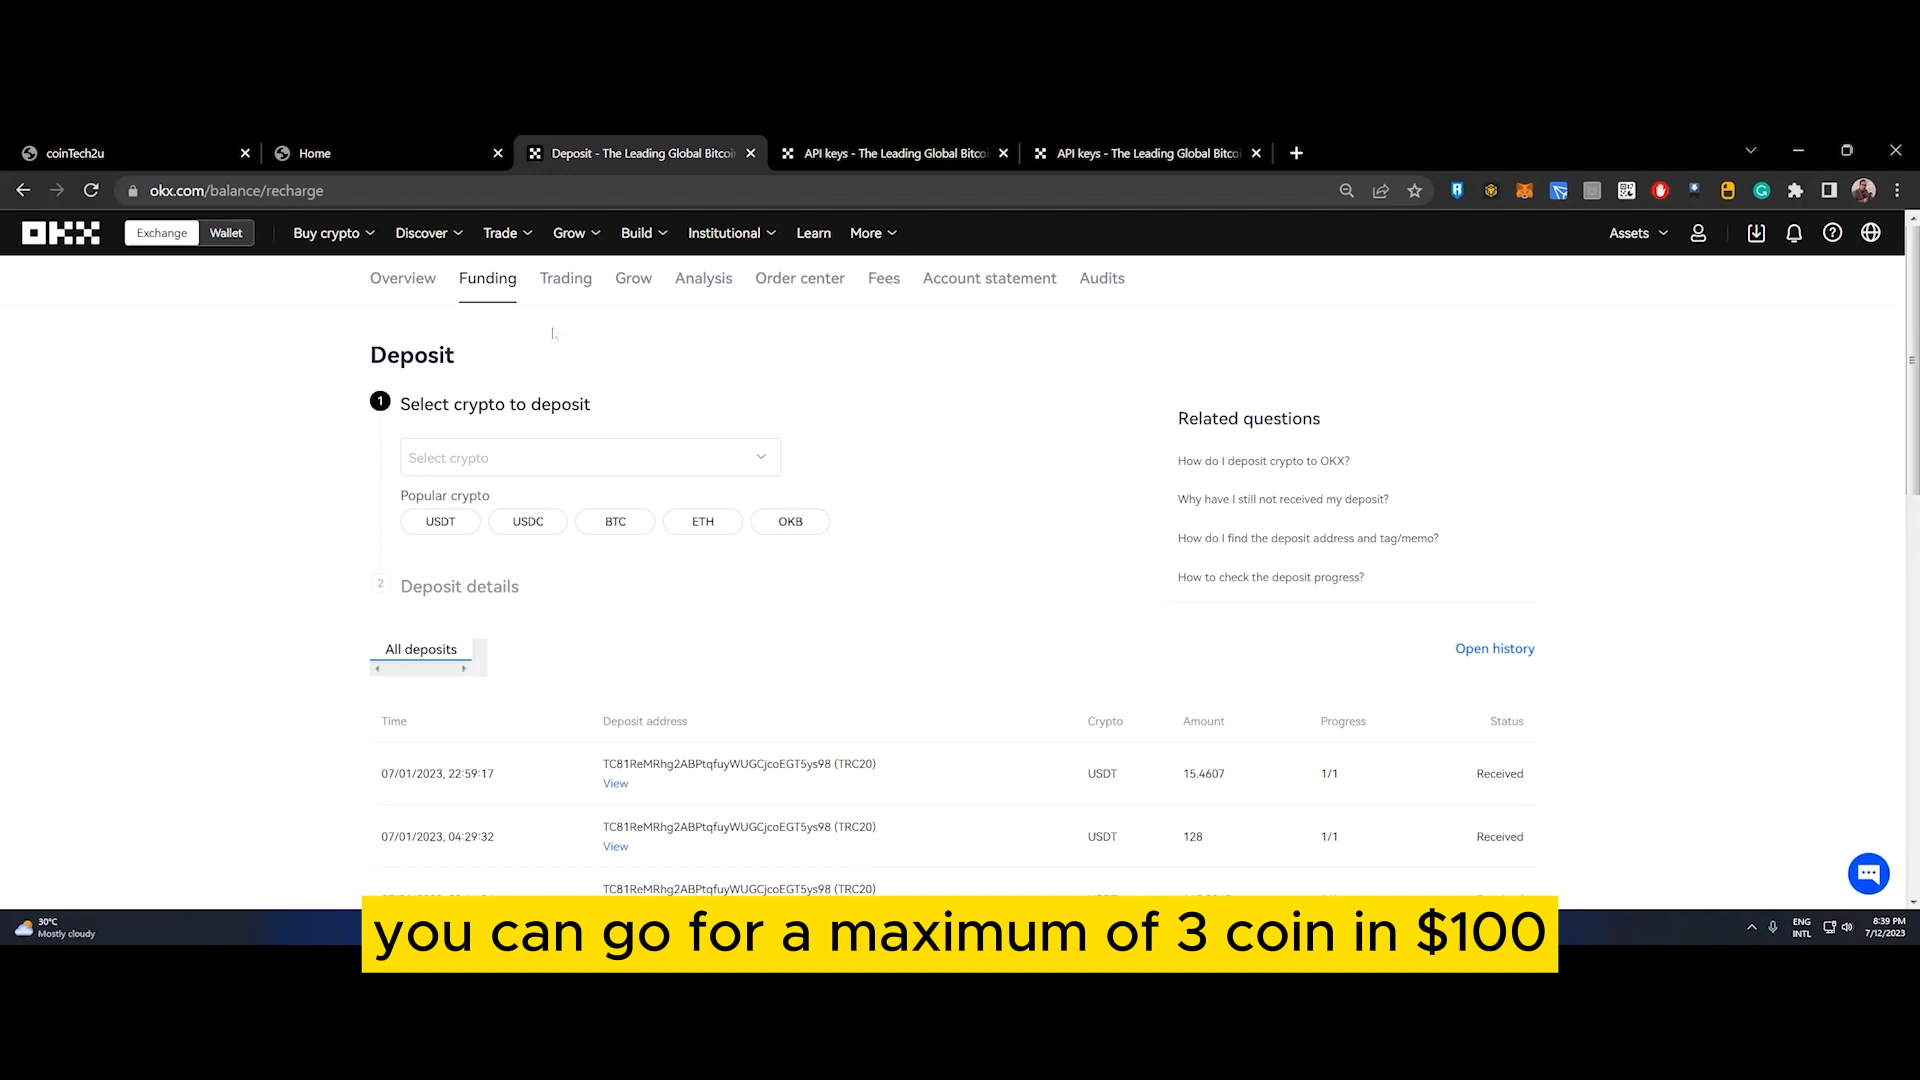 coinTech2u
Home
Deposit - The Leading Global Bitcoi
API keys - The Leading Global Bitco
API keys - The Leading Global Bitco
okx.com/balance/recharge
OKX
Exchange Wallet
Buy crypto Discover Trade Grow Build Institutional Learn More
Assets
Overview Funding Trading Grow Analysis Order center Fees Account statement Audits
Deposit
1 Select crypto to deposit
Select crypto
Popular crypto
USDT USDC BTC ETH OKB
2 Deposit details
Related questions
How do I deposit crypto to OKX?
Why have I still not received my deposit?
How do I find the deposit address and tag/memo?
How to check the deposit progress?
All deposits
Open history
Time Deposit address Crypto Amount Progress Status
07/01/2023, 22:59:17 TC81ReMRhg2ABPtqfuyWUGCjcoEGT5ys98 (TRC20) USDT 15.4607 1/1 Received
View
07/01/2023, 04:29:32 TC81ReMRhg2ABPtqfuyWUGCjcoEGT5ys98 (TRC20) USDT 128 1/1 Received
View
TC81ReMRhg2ABPtqfuyWUGCjcoEGT5ys98 (TRC20)
you can go for a maximum of 3 coin in $100
30°C
Mostly cloudy
ENG
INTL
8:39 PM
7/12/2023